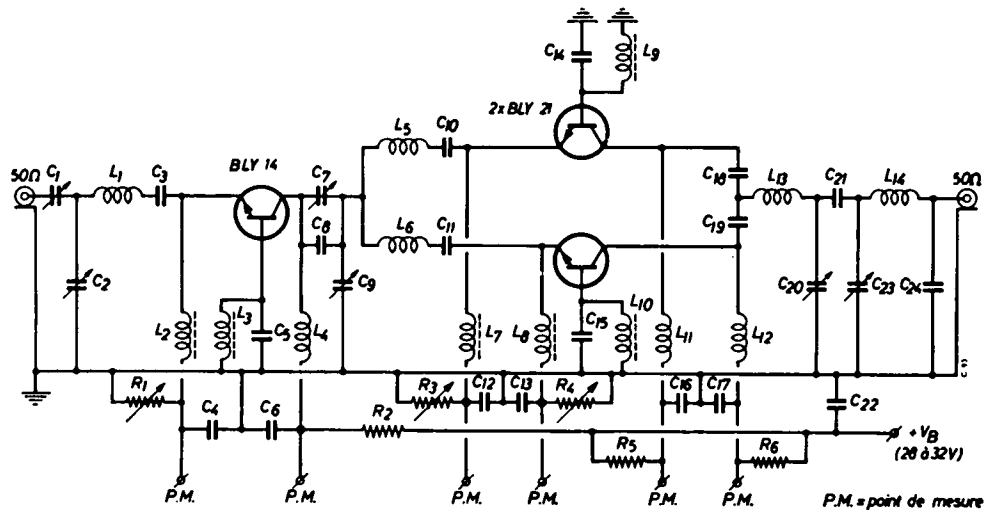 C14
L9
2x BLY 21
L5
C10
BLY 14
50Ω
C1
L1
C3
C7
C18
L13
C21
L14
50Ω
C8
L6
C11
C19
C2
C9
C20
C23
C24
L2
L3
C5
L4
L7
L8
C15
L10
L11
L12
R1
R3
C12
C13
R4
C16
C17
C4
C6
R2
C22
+VB
(28 à 32V)
R5
R6
P.M.
P.M.
P.M.
P.M.
P.M.
P.M.
P.M. = point de mesure